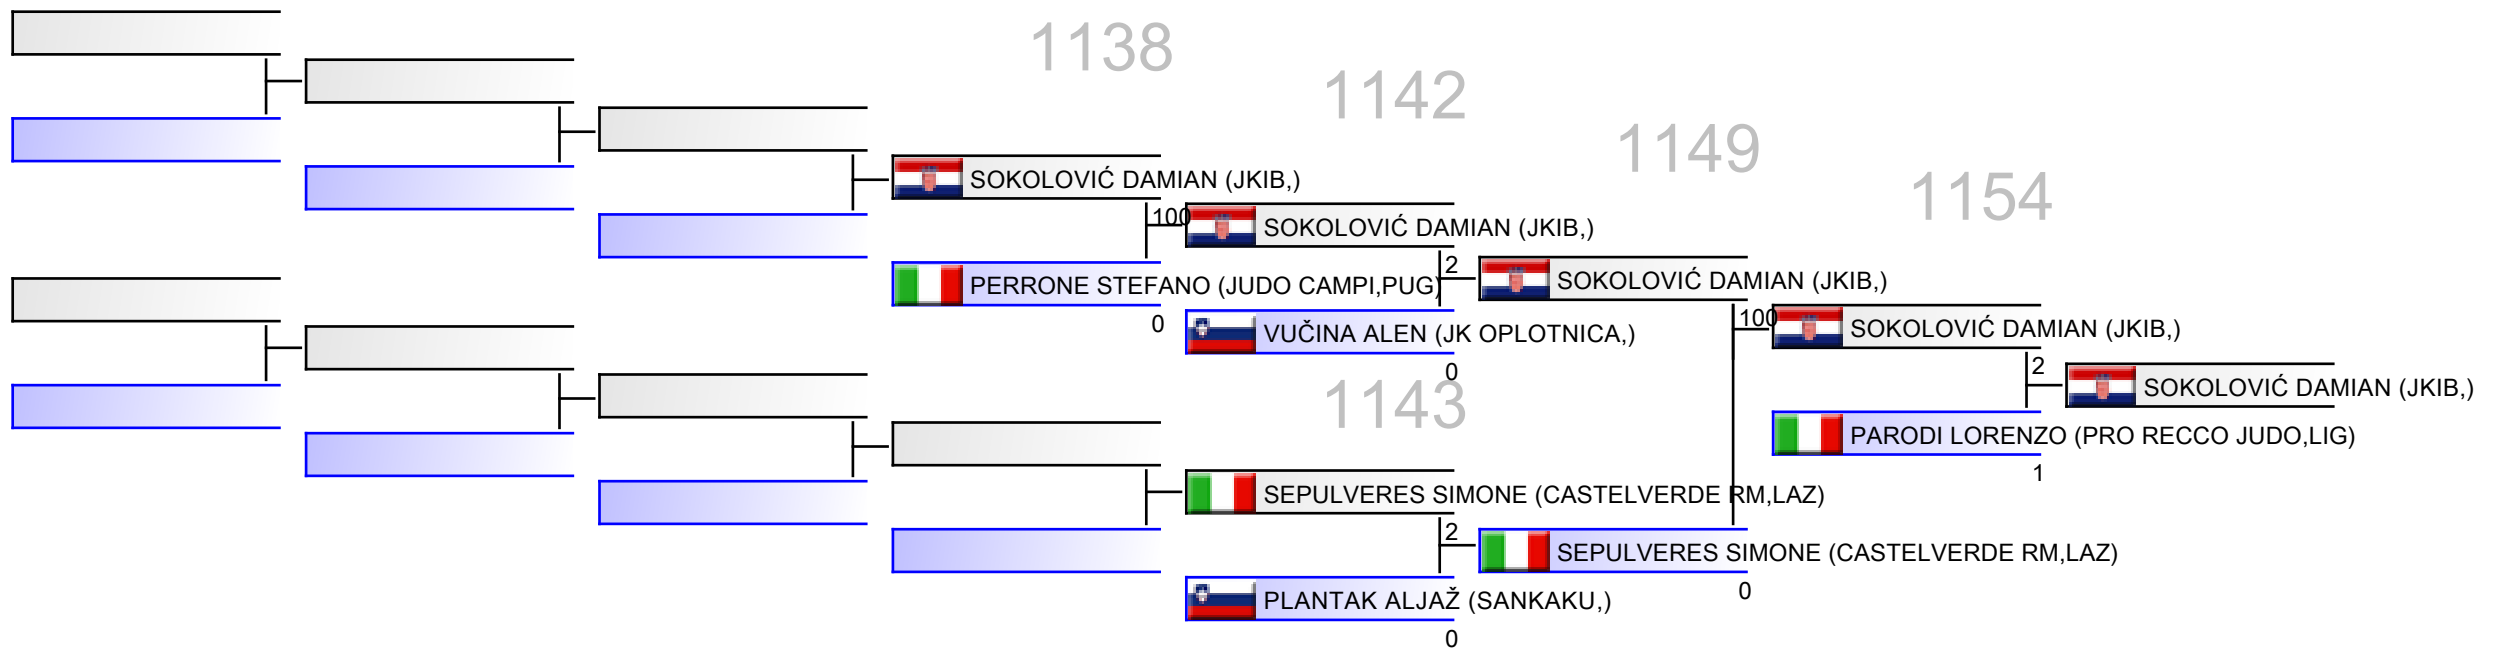 1138
1142
1149
1154
SOKOLOVIĆ DAMIAN (JKIB,)
100
PERRONE STEFANO (JUDO CAMPI,PUG)
0
SOKOLOVIĆ DAMIAN (JKIB,)
2
VUČINA ALEN (JK OPLOTNICA,)
0
1143
SEPULVERES SIMONE (CASTELVERDE RM,LAZ)
2
PLANTAK ALJAŽ (SANKAKU,)
0
SOKOLOVIĆ DAMIAN (JKIB,)
100
SEPULVERES SIMONE (CASTELVERDE RM,LAZ)
0
SOKOLOVIĆ DAMIAN (JKIB,)
2
PARODI LORENZO (PRO RECCO JUDO,LIG)
1
SOKOLOVIĆ DAMIAN (JKIB,)